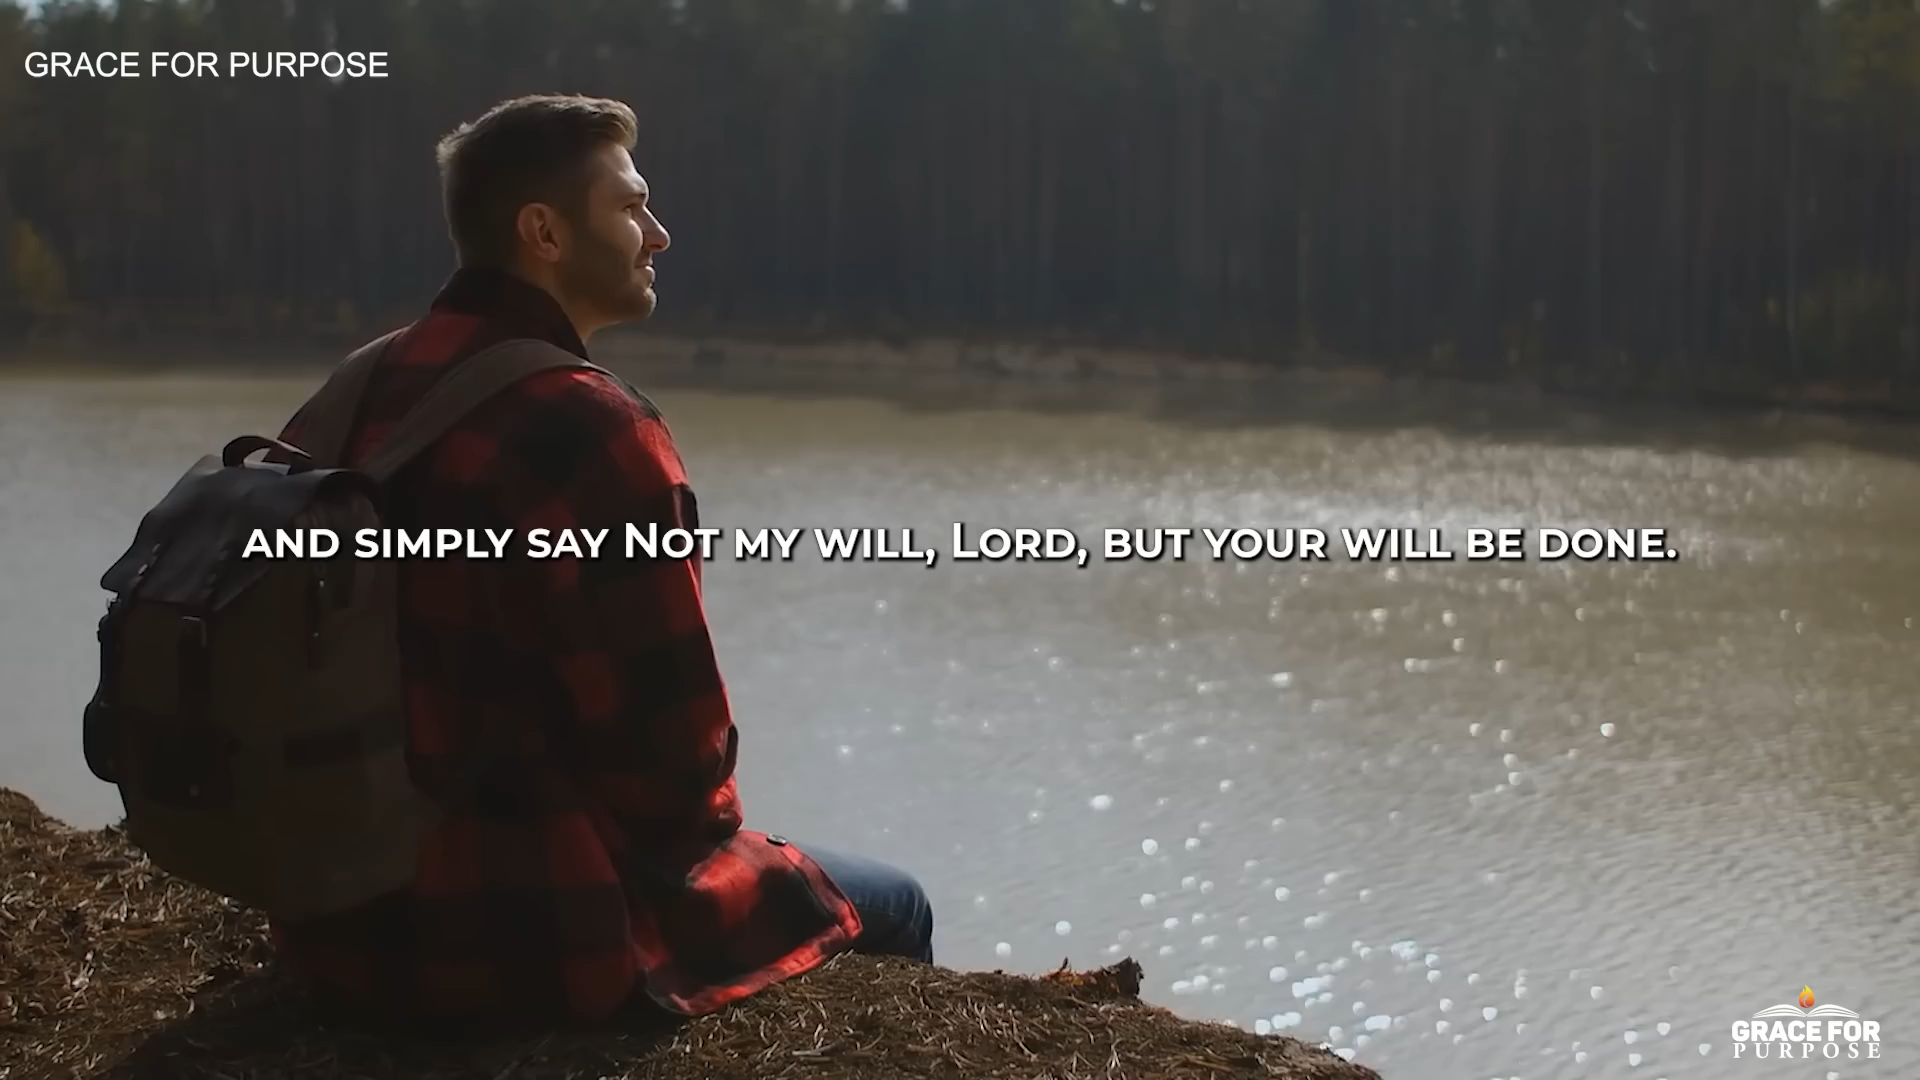 GRACE FOR PURPOSE
AND SIMPLY SAY NOT MY WILL, LORD, BUT YOUR WILL BE DONE.
GRACE FOR
PURPOSE